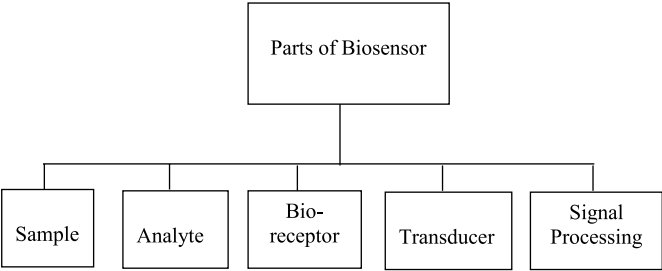 Parts of Biosensor
Sample
Analyte
Bio-
receptor
Transducer
Signal
Processing